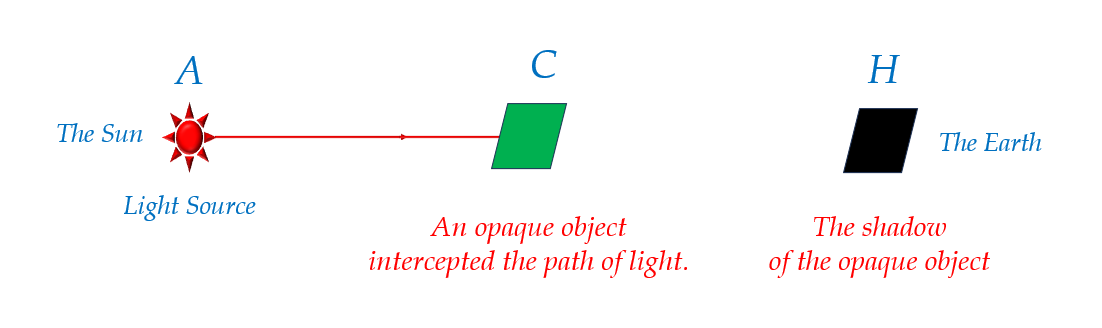 A
C
H
The Sun
The Earth
Light Source
An opaque object
intercepted the path of light.
The shadow
of the opaque object